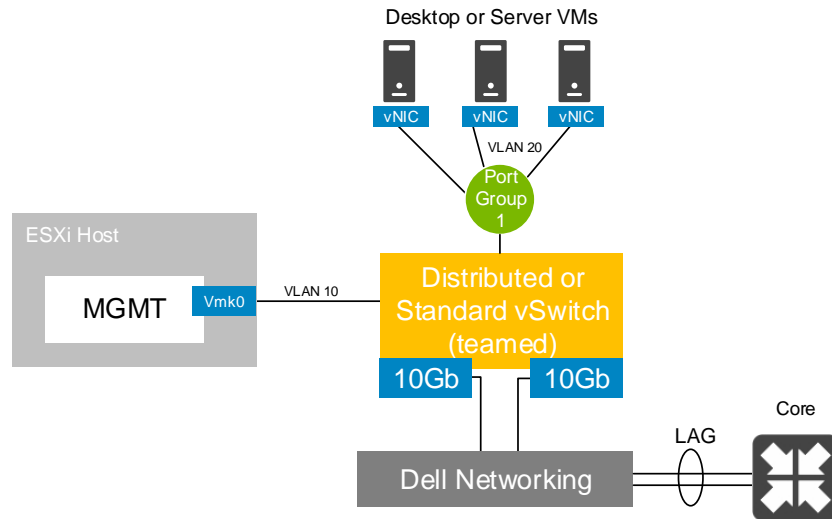 Desktop or Server VMs
vNIC
vNIC
vNIC
VLAN 20
Port
Group
1
ESXi Host
MGMT
Vmk0
VLAN 10
Distributed or
Standard vSwitch
(teamed)
10Gb
10Gb
Core
LAG
Dell Networking